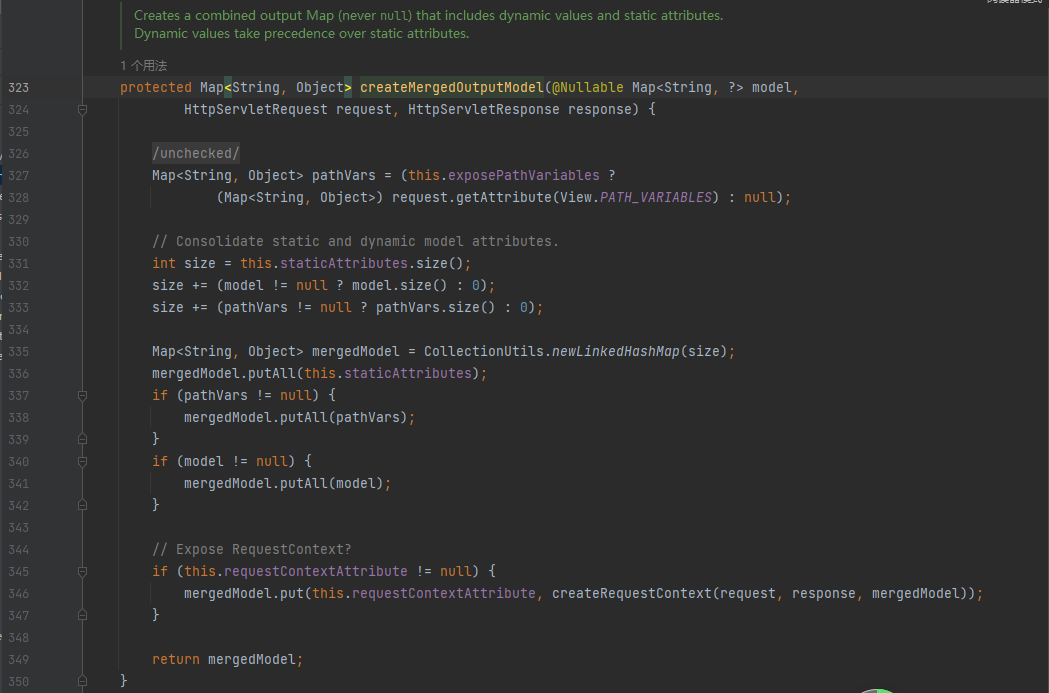 阅读器模式
Creates a combined output Map (never null) that includes dynamic values and static attributes.
Dynamic values take precedence over static attributes.
1 个用法
323 protected Map<String, Object> createMergedOutputModel(@Nullable Map<String, ?> model,
324 HttpServletRequest request, HttpServletResponse response) {
325
326 /unchecked/
327 Map<String, Object> pathVars = (this.exposePathVariables ?
328 (Map<String, Object>) request.getAttribute(View.PATH_VARIABLES) : null);
329
330 // Consolidate static and dynamic model attributes.
331 int size = this.staticAttributes.size();
332 size += (model != null ? model.size() : 0);
333 size += (pathVars != null ? pathVars.size() : 0);
334
335 Map<String, Object> mergedModel = CollectionUtils.newLinkedHashMap(size);
336 mergedModel.putAll(this.staticAttributes);
337 if (pathVars != null) {
338 mergedModel.putAll(pathVars);
339 }
340 if (model != null) {
341 mergedModel.putAll(model);
342 }
343
344 // Expose RequestContext?
345 if (this.requestContextAttribute != null) {
346 mergedModel.put(this.requestContextAttribute, createRequestContext(request, response, mergedModel));
347 }
348
349 return mergedModel;
350 }